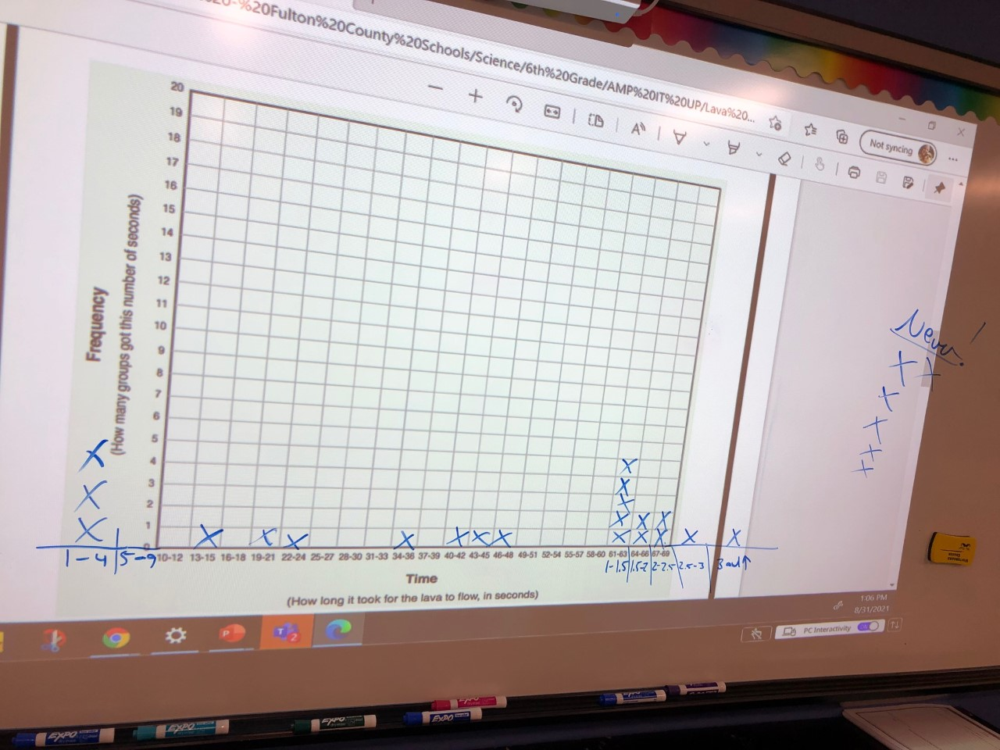 %20Fulton%20County%20Schools/Science/6th%20Grade/AMP%20IT%20UP/Lava%20...
Not syncing
20
19
18
17
16
15
14
13
12
11
10
9
8
7
6
5
4
3
2
1
0
Frequency
(How many groups got this number of seconds)
Never!
X
X
X
X
X
X
X
X
X
X X
X X X X X X X X X X X X
1-4 5-9 10-12 13-15 16-18 19-21 22-24 25-27 28-30 31-33 34-36 37-39 40-42 43-45 46-48 49-51 52-54 55-57 58-60 61-63 64-66 67-69
1-1.5 1.5-2 2-2.5 2.5-3 3 and ↑
Time
(How long it took for the lava to flow, in seconds)
1:06 PM
8/31/2021
PC Interactivity
EXPO
EXPO
EXPO
EXPO
EXPO